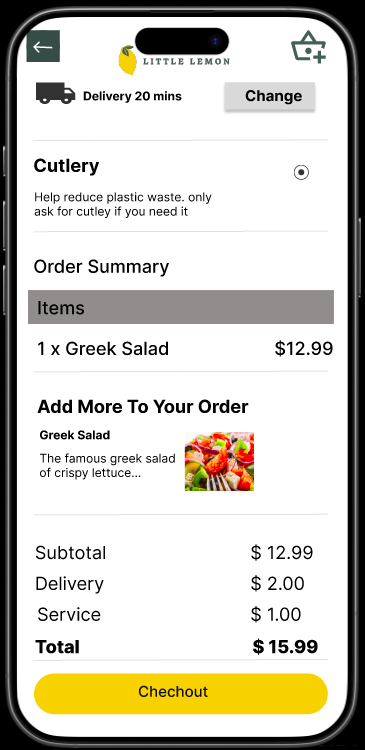 LITTLE LEMON
Delivery 20 mins
Change
Cutlery
Help reduce plastic waste. only
ask for cutley if you need it
Order Summary
Items
1 x Greek Salad $12.99
Add More To Your Order
Greek Salad
The famous greek salad
of crispy lettuce...
Subtotal $ 12.99
Delivery $ 2.00
Service $ 1.00
Total $ 15.99
Chechout